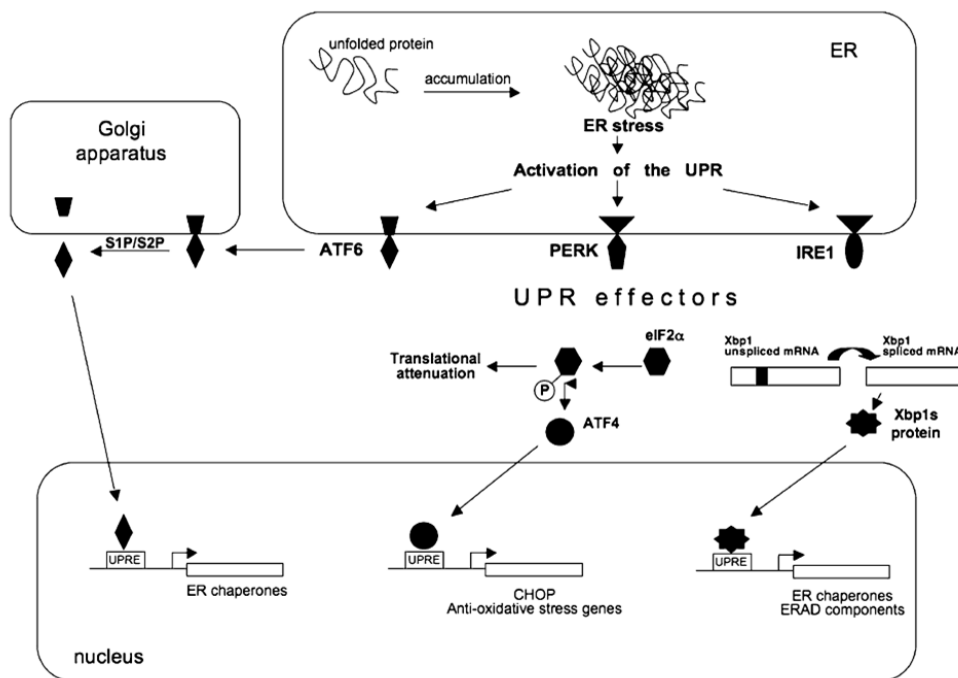 unfolded protein
accumulation
ER
ER stress
Activation of the UPR
Golgi
apparatus
S1P/S2P
ATF6
PERK
IRE1
UPR effectors
eIF2α
Translational
attenuation
P
ATF4
Xbp1
unspliced mRNA
Xbp1
spliced mRNA
Xbp1s
protein
UPRE
ER chaperones
UPRE
CHOP
Anti-oxidative stress genes
UPRE
ER chaperones
ERAD components
nucleus